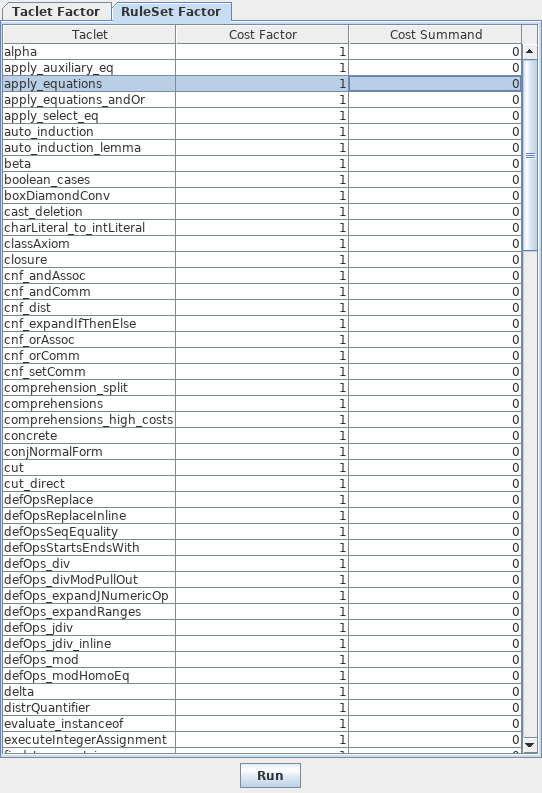 Taclet Factor RuleSet Factor
Taclet Cost Factor Cost Summand
alpha 1 0
apply_auxiliary_eq 1 0
apply_equations 1 0
apply_equations_andOr 1 0
apply_select_eq 1 0
auto_induction 1 0
auto_induction_lemma 1 0
beta 1 0
boolean_cases 1 0
boxDiamondConv 1 0
cast_deletion 1 0
charLiteral_to_intLiteral 1 0
classAxiom 1 0
closure 1 0
cnf_andAssoc 1 0
cnf_andComm 1 0
cnf_dist 1 0
cnf_expandIfThenElse 1 0
cnf_orAssoc 1 0
cnf_orComm 1 0
cnf_setComm 1 0
comprehension_split 1 0
comprehensions 1 0
comprehensions_high_costs 1 0
concrete 1 0
conjNormalForm 1 0
cut 1 0
cut_direct 1 0
defOpsReplace 1 0
defOpsReplaceInline 1 0
defOpsSeqEquality 1 0
defOpsStartsEndsWith 1 0
defOps_div 1 0
defOps_divModPullOut 1 0
defOps_expandJNumericOp 1 0
defOps_expandRanges 1 0
defOps_jdiv 1 0
defOps_jdiv_inline 1 0
defOps_mod 1 0
defOps_modHomoEq 1 0
delta 1 0
distrQuantifier 1 0
evaluate_instanceof 1 0
executeIntegerAssignment 1 0
Run